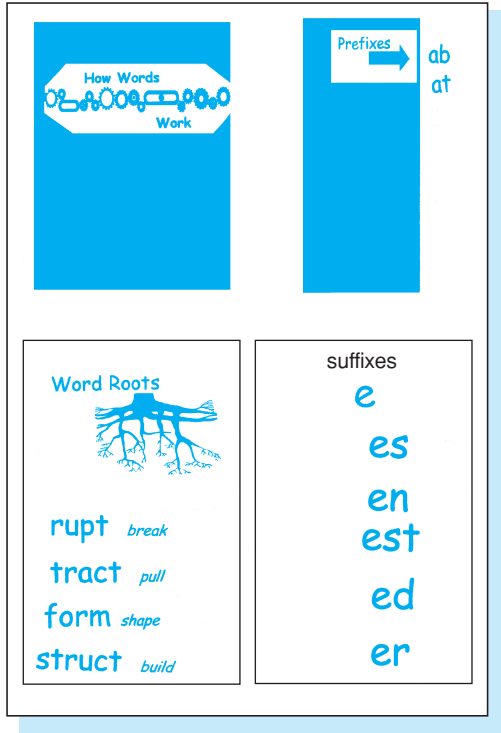 How Words
Work
Prefixes
ab
at
Word Roots
rupt break
tract pull
form shape
struct build
suffixes
e
es
en
est
ed
er